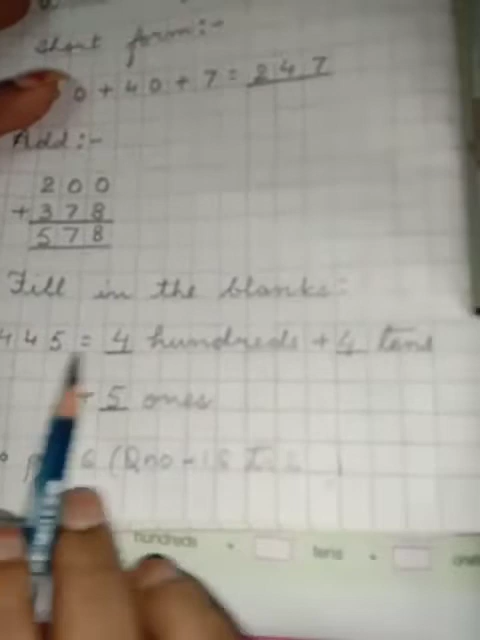 Short form:-
0 + 40 + 7 = 247
Add:-
200
+ 378
578
Fill in the blanks:-
445 = 4 hundreds + 4 tens
+ 5 ones
hundreds + tens + ones